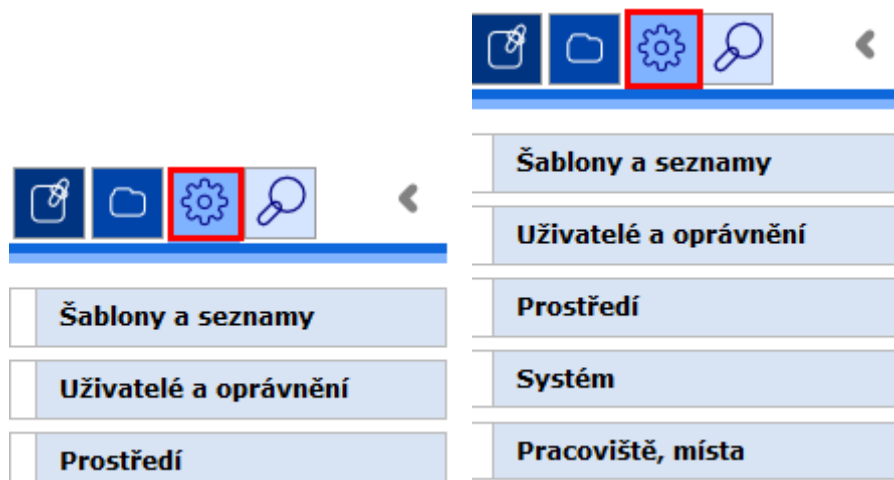 Šablony a seznamy
Uživatelé a oprávnění
Prostředí
Šablony a seznamy
Uživatelé a oprávnění
Prostředí
Systém
Pracoviště, místa